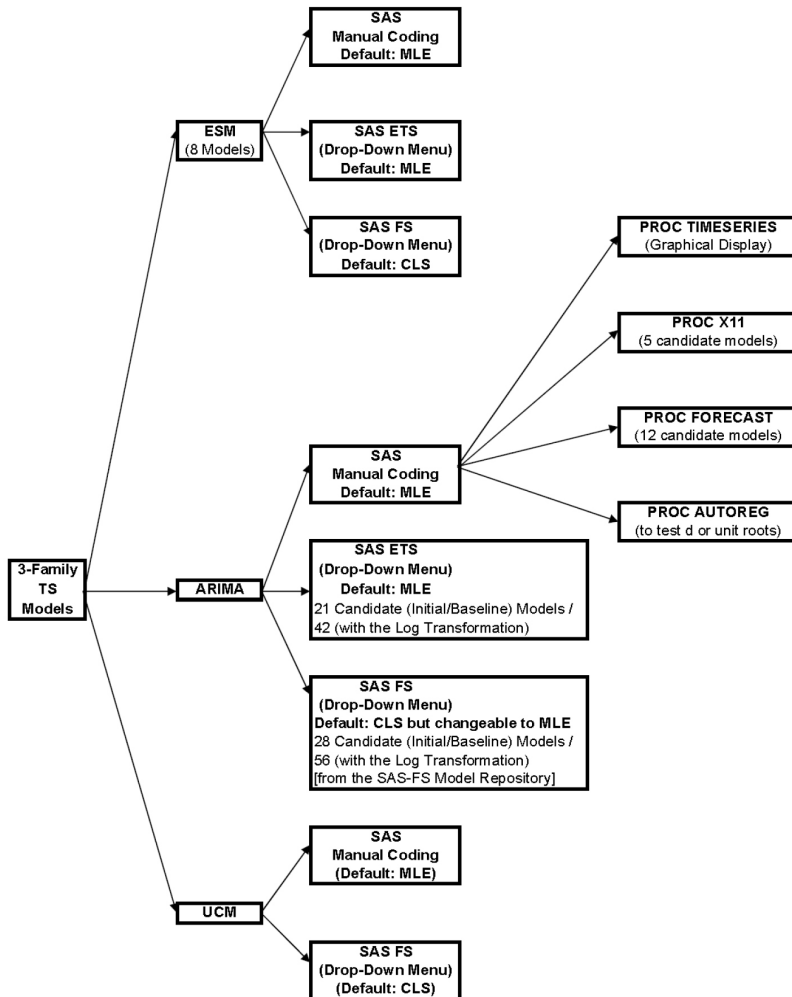 SAS
Manual Coding
Default: MLE
ESM
(8 Models)
SAS ETS
(Drop-Down Menu)
Default: MLE
SAS FS
(Drop-Down Menu)
Default: CLS
PROC TIMESERIES
(Graphical Display)
PROC X11
(5 candidate models)
PROC FORECAST
(12 candidate models)
SAS
Manual Coding
Default: MLE
PROC AUTOREG
(to test d or unit roots)
3-Family
TS
Models
ARIMA
SAS ETS
(Drop-Down Menu)
Default: MLE
21 Candidate (Initial/Baseline) Models /
42 (with the Log Transformation)
SAS FS
(Drop-Down Menu)
Default: CLS but changeable to MLE
28 Candidate (Initial/Baseline) Models /
56 (with the Log Transformation)
[from the SAS-FS Model Repository]
SAS
Manual Coding
(Default: MLE)
UCM
SAS FS
(Drop-Down Menu)
(Default: CLS)